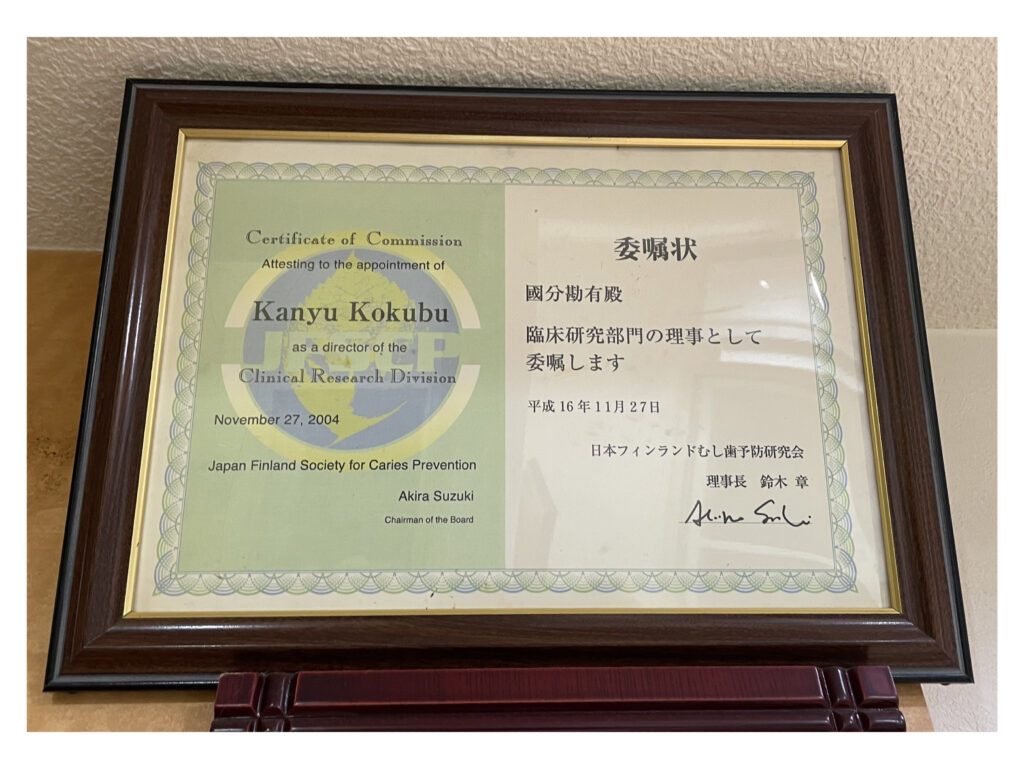 Certificate of Commission
Attesting to the appointment of
Kanyu Kokubu
as a director of the
Clinical Research Division
November 27, 2004
Japan Finland Society for Caries Prevention
Akira Suzuki
Chairman of the Board
委嘱状
國分勘有殿
臨床研究部門の理事として
委嘱します
平成16年11月27日
日本フィンランドむし歯予防研究会
理事長 鈴木 章